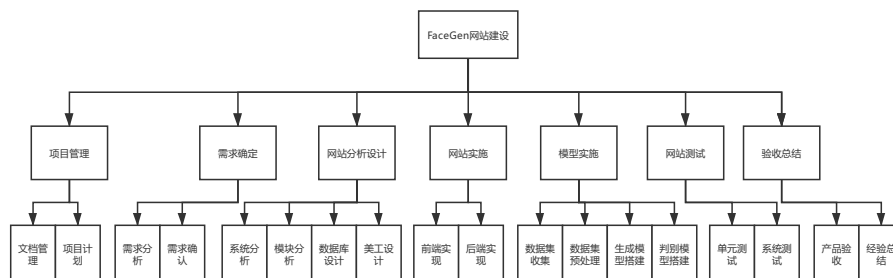 FaceGen网站建设
项目管理
需求确定
网站分析设计
网站实施
模型实施
网站测试
验收总结
文档管
理
项目计
划
需求分
析
需求确
认
系统分
析
模块分
析
数据库
设计
美工设
计
前端实
现
后端实
现
数据集
收集
数据集
预处理
生成模
型搭建
判别模
型搭建
单元测
试
系统测
试
产品验
收
经验总
结